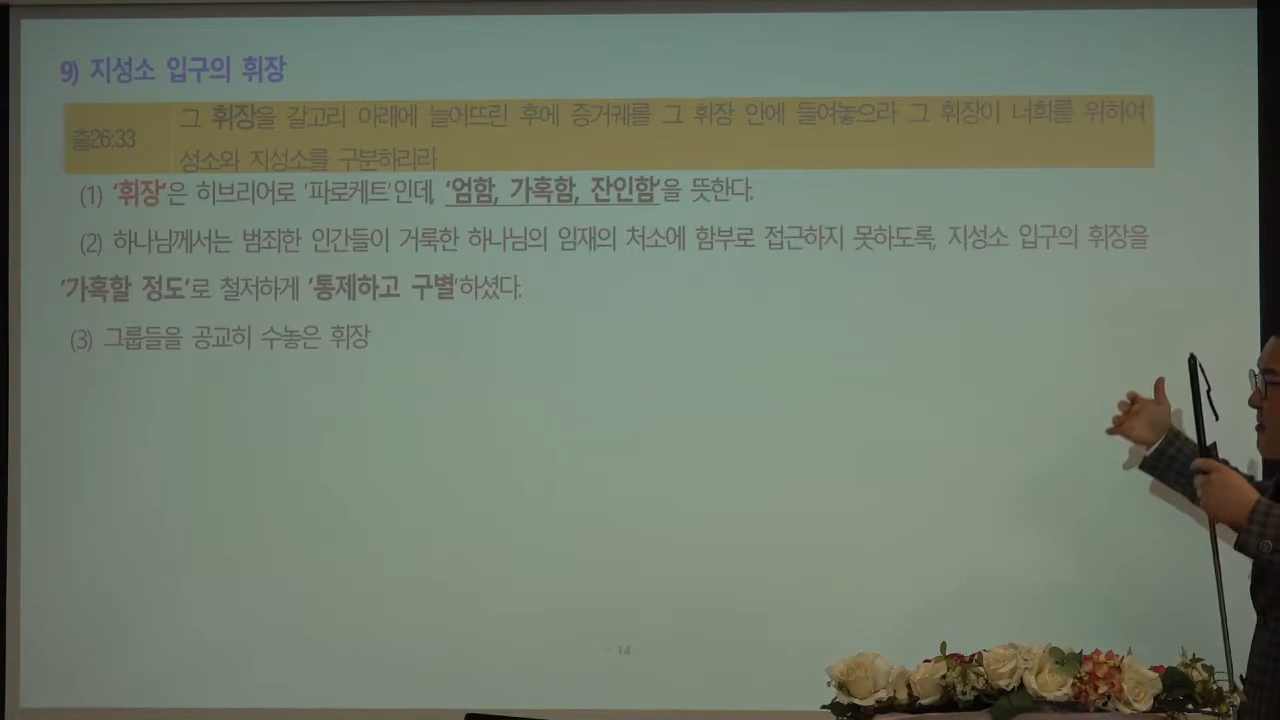 9) 지성소 입구의 휘장
출26:33
그 휘장을 갈고리 아래에 늘어뜨린 후에 증거궤를 그 휘장 안에 들여놓으라 그 휘장이 너희를 위하여
성소와 지성소를 구분하리라
(1) '휘장'은 히브리어로 '파로케트'인데, '엄함, 가혹함, 잔인함'을 뜻한다.
(2) 하나님께서는 범죄한 인간들이 거룩한 하나님의 임재의 처소에 함부로 접근하지 못하도록, 지성소 입구의 휘장을
'가혹할 정도'로 철저하게 '통제하고 구별'하셨다.
(3) 그룹들을 공교히 수놓은 휘장
- 14 -